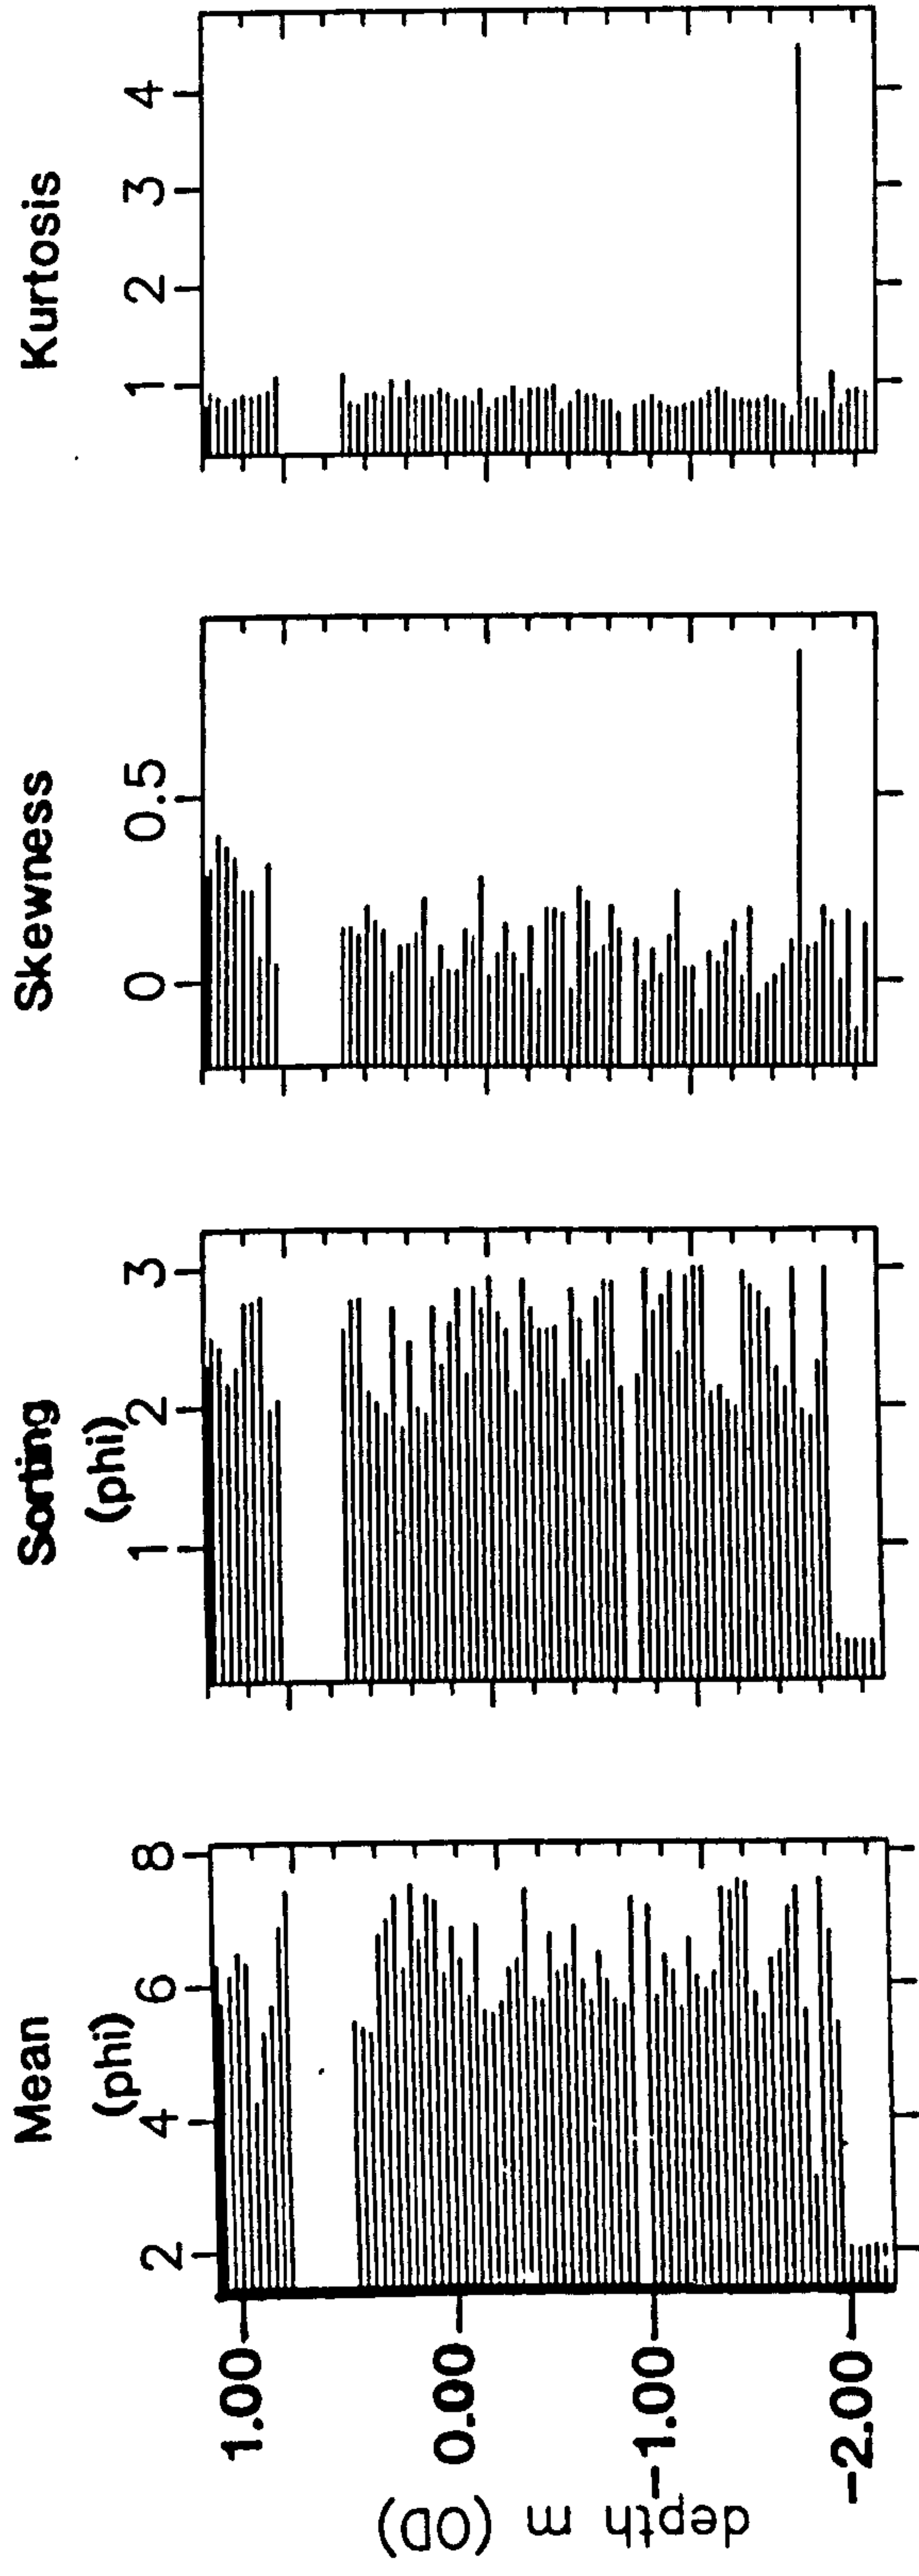 Mean
(phi)
2 4 6 8
Sorting
(phi)
1 2 3
Skewness
0 0.5
Kurtosis
1 2 3 4
depth m (OD)
1.00
0.00
-1.00
-2.00